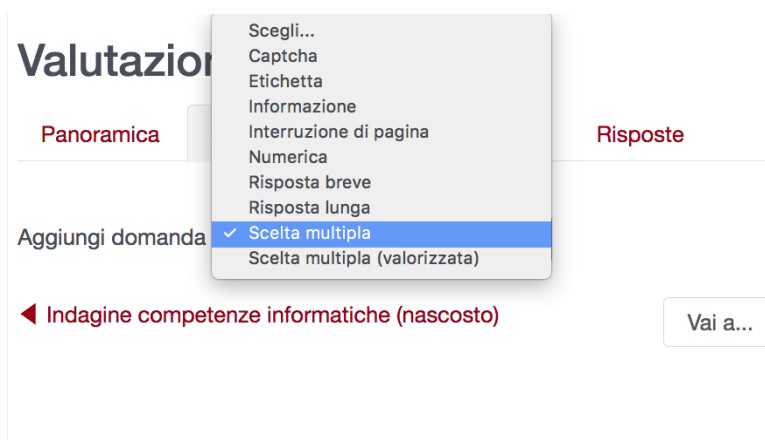 Valutazio
Panoramica
Risposte
Aggiungi domanda
Scegli...
Captcha
Etichetta
Informazione
Interruzione di pagina
Numerica
Risposta breve
Risposta lunga
✓ Scelta multipla
Scelta multipla (valorizzata)
Indagine competenze informatiche (nascosto)
Vai a...